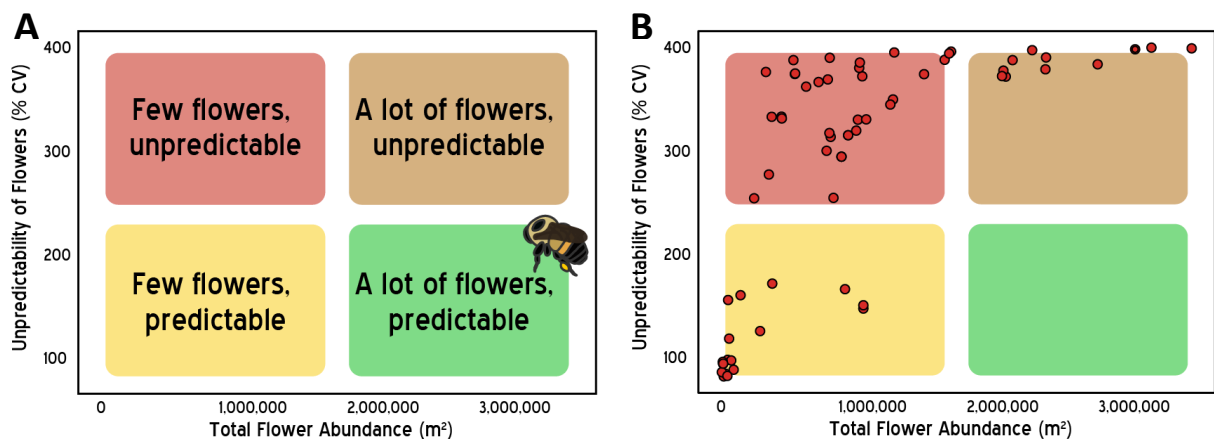 A
Unpredictability of Flowers (% CV)
400
300
200
100
Few flowers,
unpredictable
A lot of flowers,
unpredictable
Few flowers,
predictable
A lot of flowers,
predictable
0
1,000,000
2,000,000
3,000,000
Total Flower Abundance (m²)
B
Unpredictability of Flowers (% CV)
400
300
200
100
0
1,000,000
2,000,000
3,000,000
Total Flower Abundance (m²)